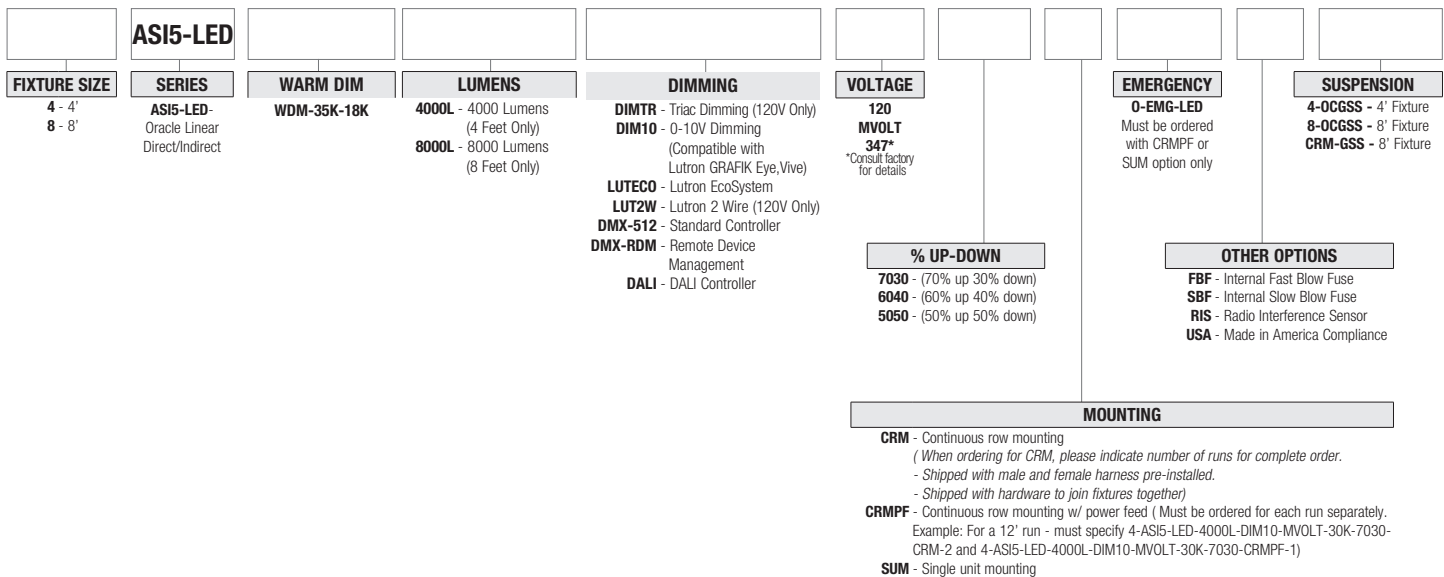 ASI5-LED
FIXTURE SIZE
4 - 4'
8 - 8'
SERIES
ASI5-LED-
Oracle Linear
Direct/Indirect
WARM DIM
WDM-35K-18K
LUMENS
4000L - 4000 Lumens
(4 Feet Only)
8000L - 8000 Lumens
(8 Feet Only)
DIMMING
DIMTR - Triac Dimming (120V Only)
DIM10 - 0-10V Dimming
(Compatible with
Lutron GRAFIK Eye,Vive)
LUTECO - Lutron EcoSystem
LUT2W - Lutron 2 Wire (120V Only)
DMX-512 - Standard Controller
DMX-RDM - Remote Device
Management
DALI - DALI Controller
VOLTAGE
120
MVOLT
347*
*Consult factory
for details
% UP-DOWN
7030 - (70% up 30% down)
6040 - (60% up 40% down)
5050 - (50% up 50% down)
MOUNTING
CRM - Continuous row mounting
( When ordering for CRM, please indicate number of runs for complete order.
- Shipped with male and female harness pre-installed.
- Shipped with hardware to join fixtures together)
CRMPF - Continuous row mounting w/ power feed ( Must be ordered for each run separately.
Example: For a 12' run - must specify 4-ASI5-LED-4000L-DIM10-MVOLT-30K-7030-
CRM-2 and 4-ASI5-LED-4000L-DIM10-MVOLT-30K-7030-CRMPF-1)
SUM - Single unit mounting
EMERGENCY
O-EMG-LED
Must be ordered
with CRMPF or
SUM option only
OTHER OPTIONS
FBF - Internal Fast Blow Fuse
SBF - Internal Slow Blow Fuse
RIS - Radio Interference Sensor
USA - Made in America Compliance
SUSPENSION
4-OCGSS - 4' Fixture
8-OCGSS - 8' Fixture
CRM-GSS - 8' Fixture